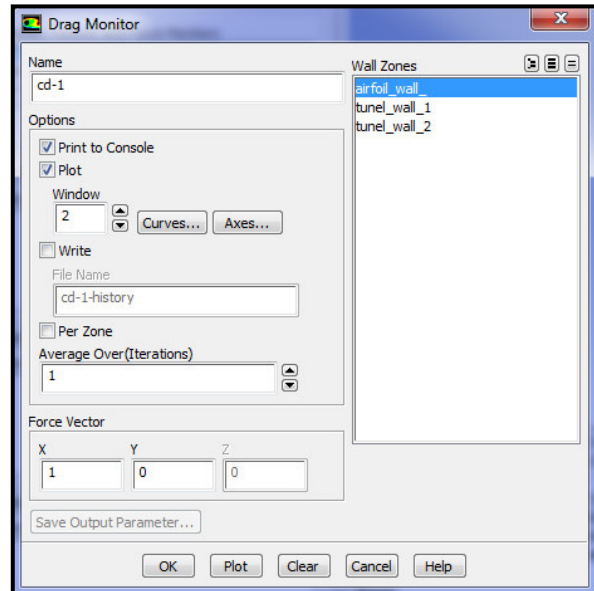 Drag Monitor
Name
cd-1
Options
Print to Console
Plot
Window
2
Curves...
Axes...
Write
File Name
cd-1-history
Per Zone
Average Over(Iterations)
1
Force Vector
X
Y
Z
1
0
0
Save Output Parameter...
Wall Zones
airfoil_wall_
tunel_wall_1
tunel_wall_2
OK
Plot
Clear
Cancel
Help